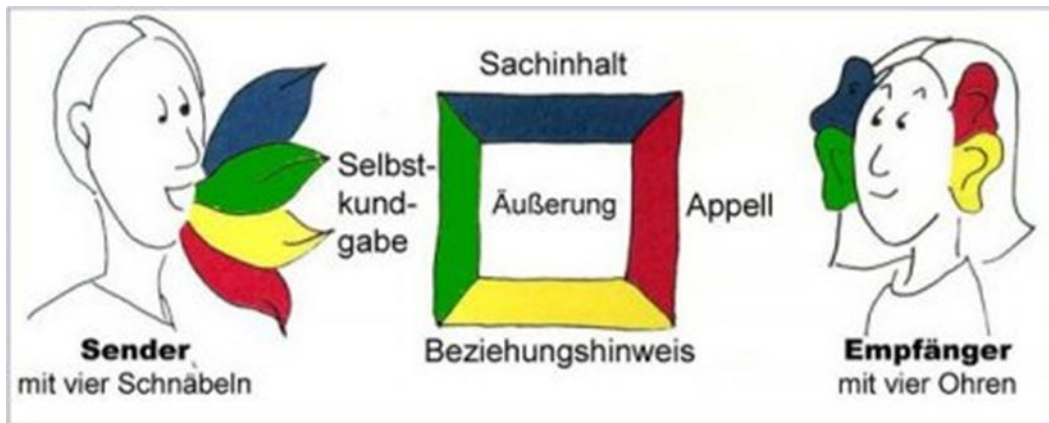 Sachinhalt
Selbst-
kund-
gabe
Äußerung
Appell
Beziehungshinweis
Sender
mit vier Schnäbeln
Empfänger
mit vier Ohren